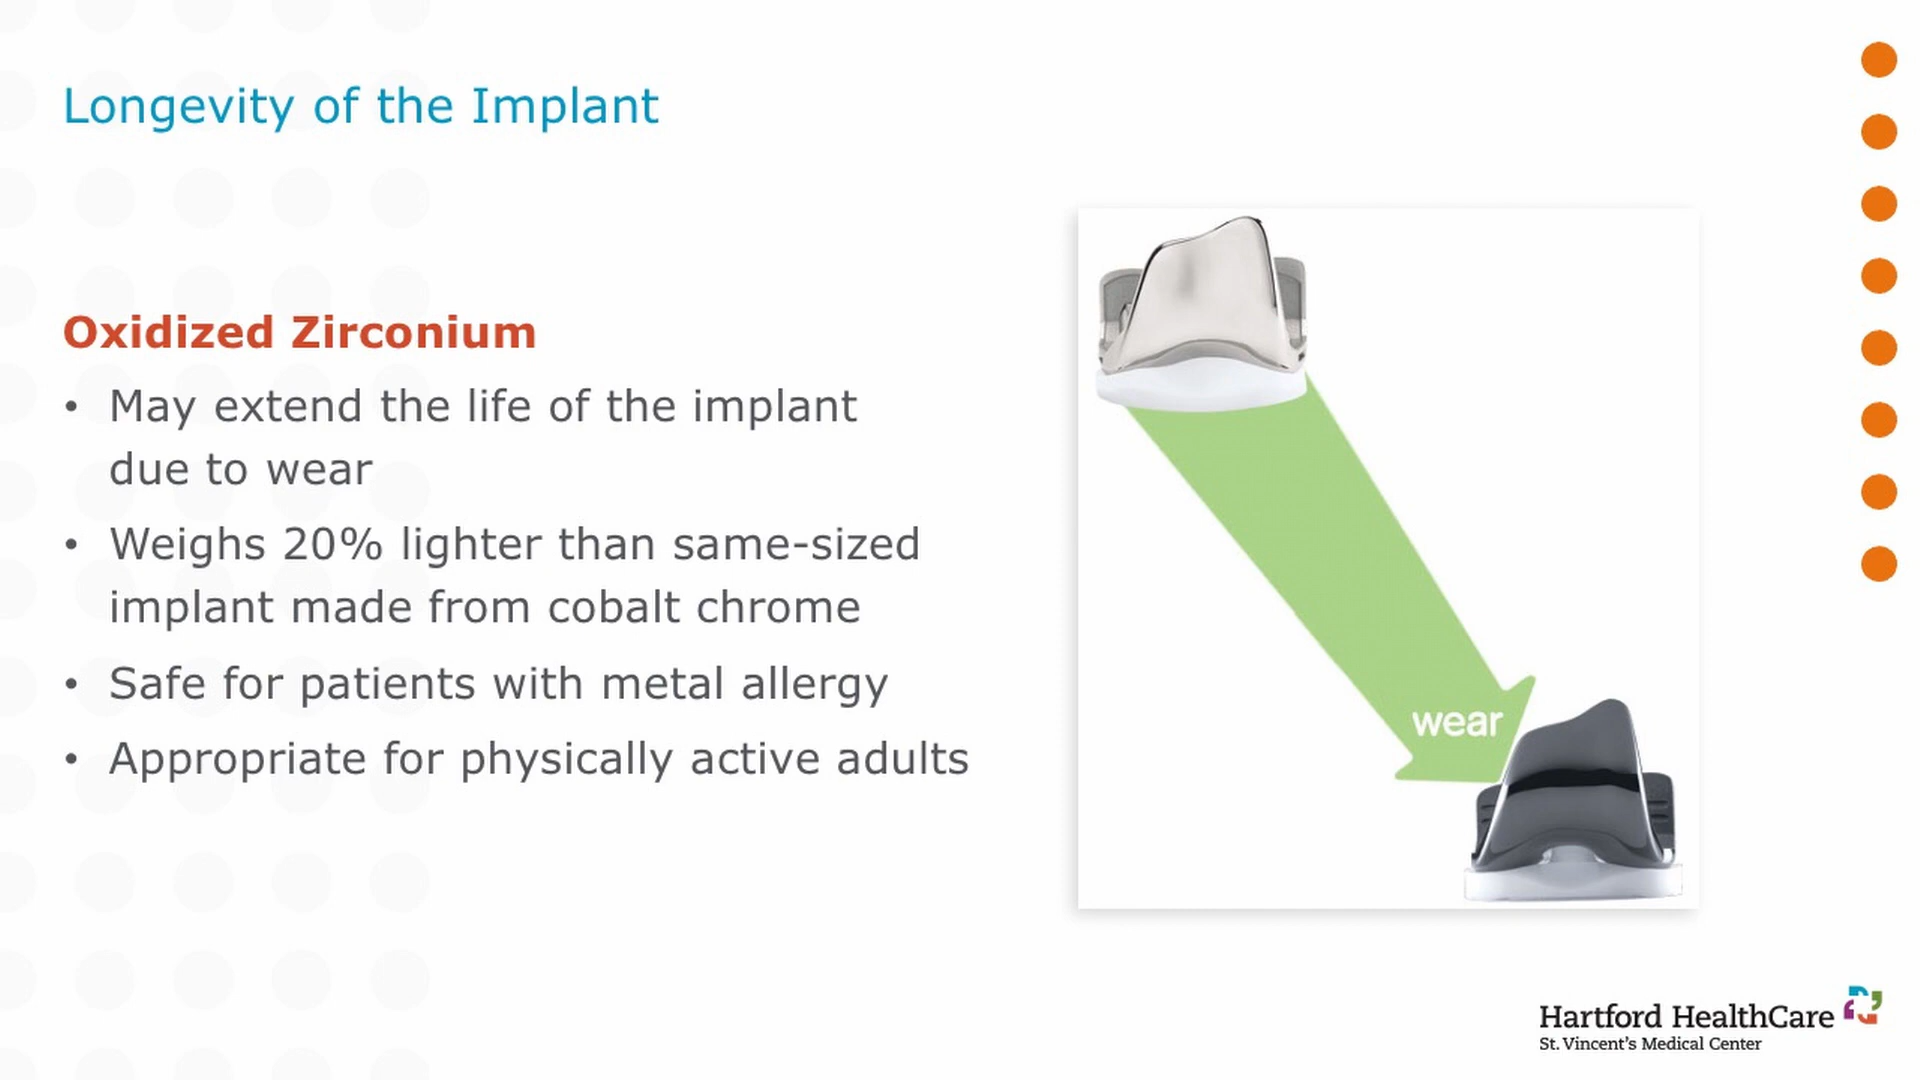 Longevity of the Implant
Oxidized Zirconium
• May extend the life of the implant
due to wear
• Weighs 20% lighter than same-sized
implant made from cobalt chrome
• Safe for patients with metal allergy
• Appropriate for physically active adults
wear
Hartford HealthCare
St. Vincent's Medical Center